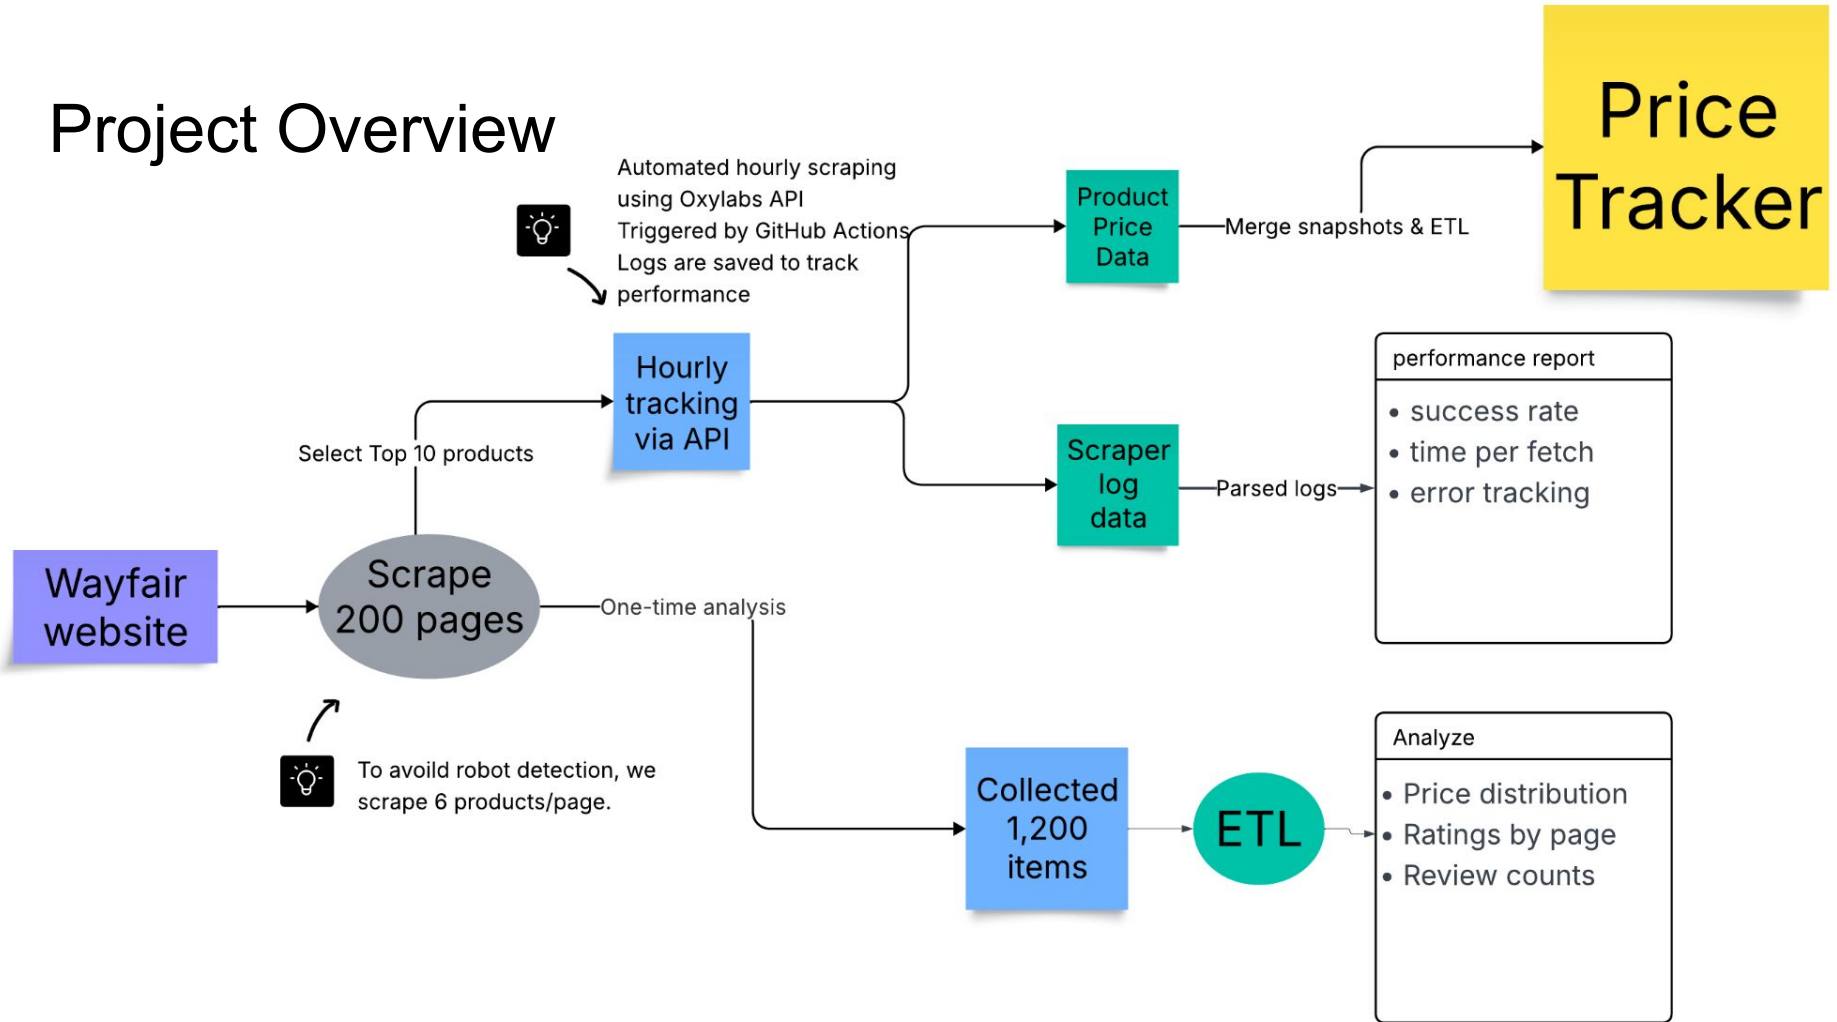 Project Overview
Price
Tracker
Automated hourly scraping
using Oxylabs API
Triggered by GitHub Actions
Logs are saved to track
performance
Product
Price
Data
Merge snapshots & ETL
Hourly
tracking
via API
Select Top 10 products
Scraper
log
data
Parsed logs
performance report
• success rate
• time per fetch
• error tracking
Wayfair
website
Scrape
200 pages
One-time analysis
To avoild robot detection, we
scrape 6 products/page.
Collected
1,200
items
ETL
Analyze
• Price distribution
• Ratings by page
• Review counts